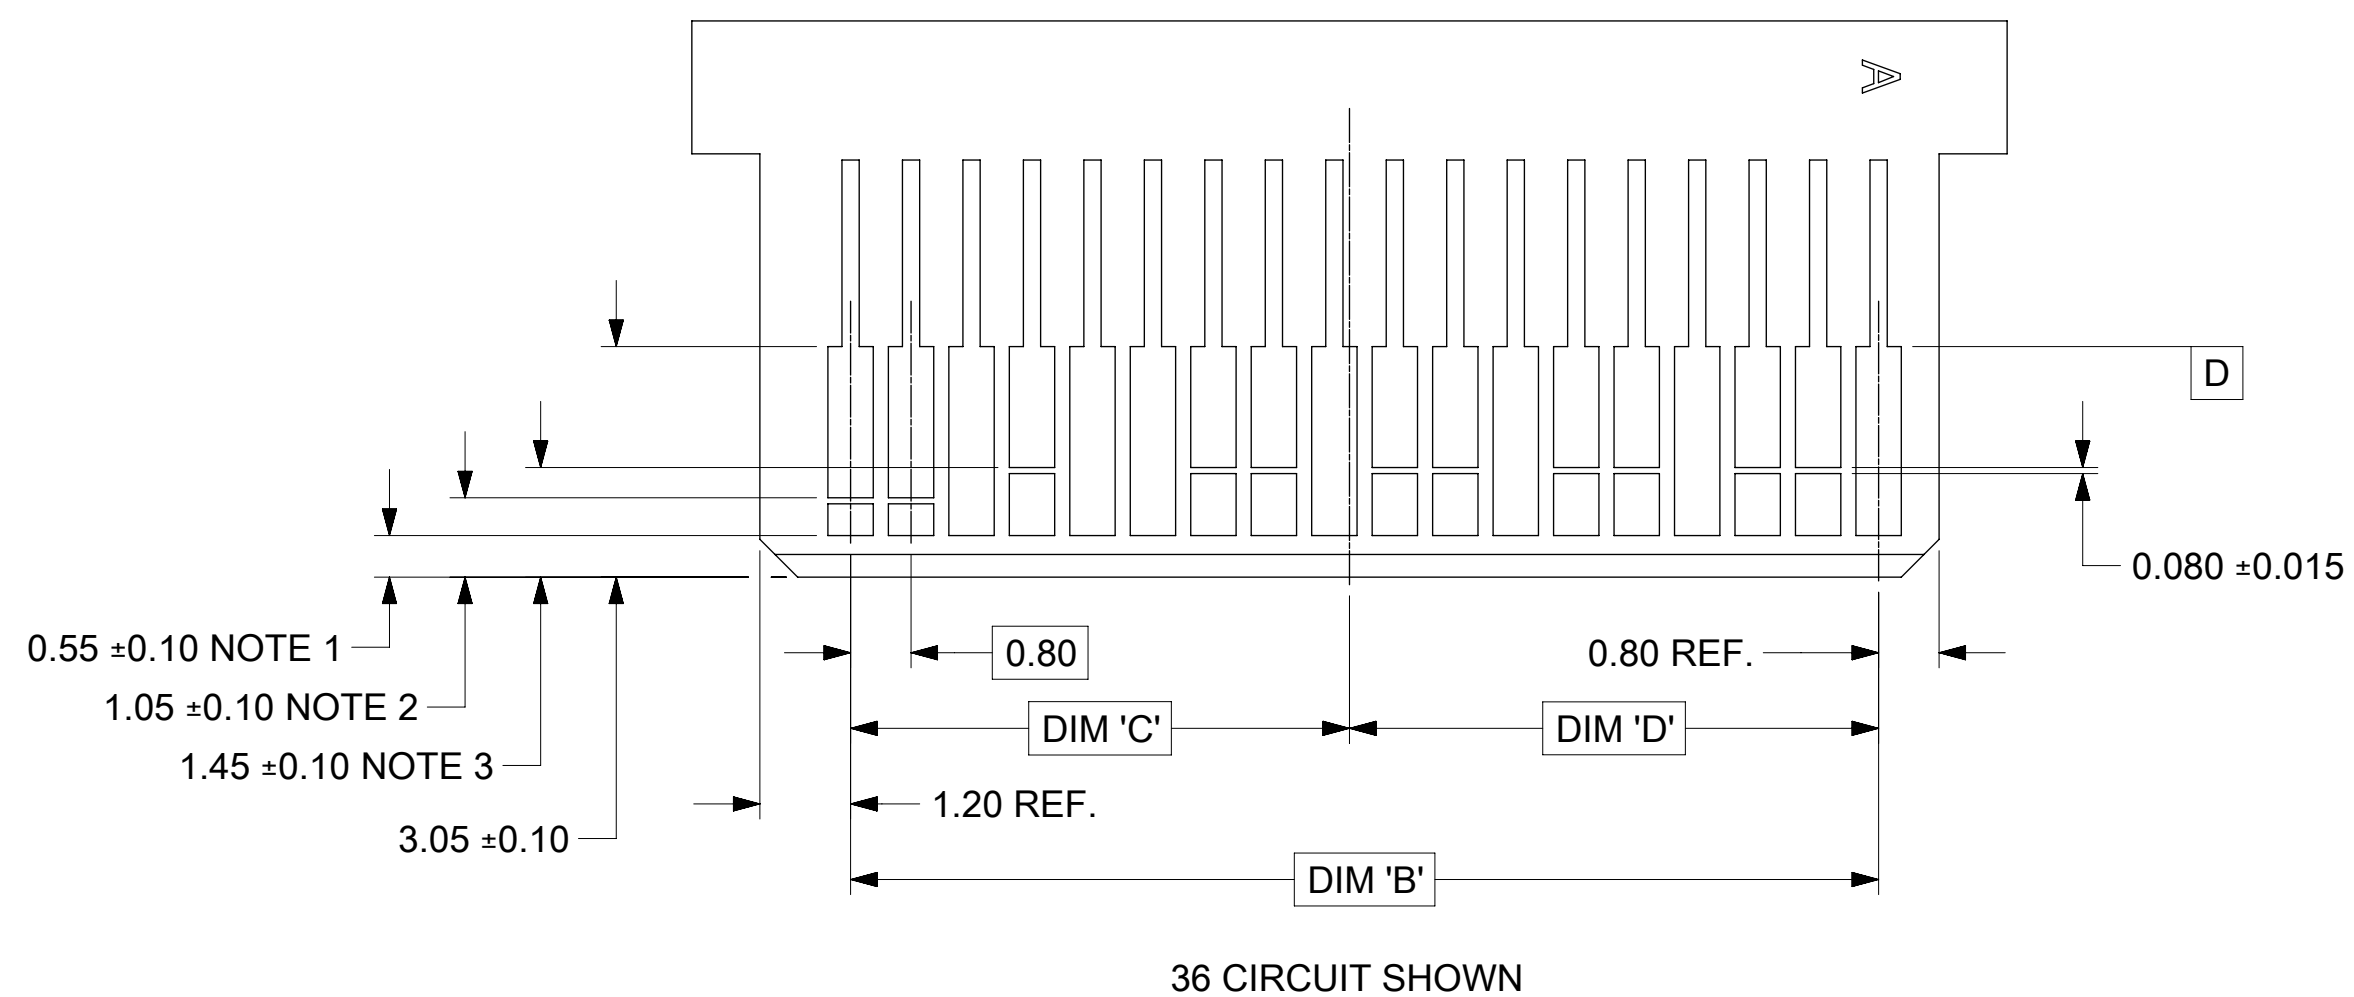 A
D
0.080 ±0.015
0.55 ±0.10 NOTE 1
0.80
0.80 REF.
1.05 ±0.10 NOTE 2
DIM 'C'
DIM 'D'
1.45 ±0.10 NOTE 3
1.20 REF.
3.05 ±0.10
DIM 'B'
36 CIRCUIT SHOWN